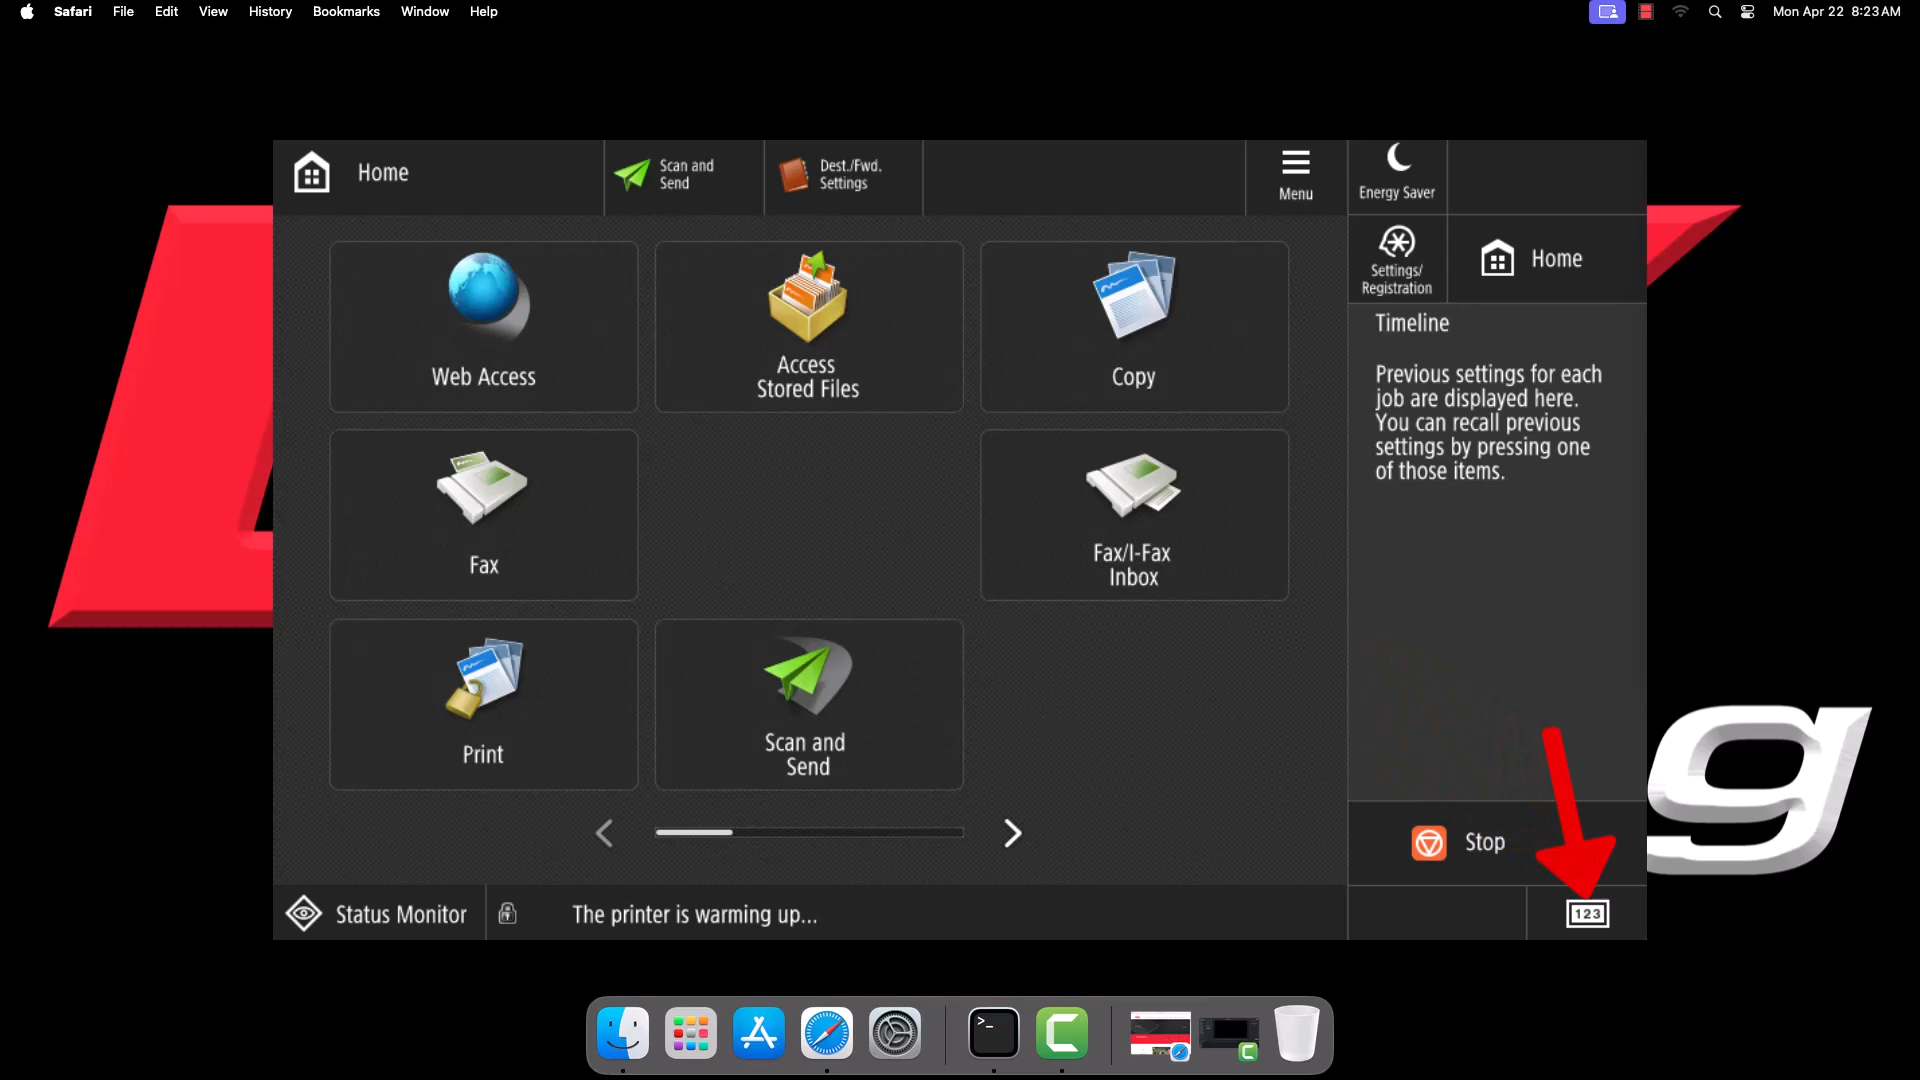 Safari File Edit View History Bookmarks Window Help
Mon Apr 22 8:23 AM
Home
Scan and
Send
Dest./Fwd.
Settings
Menu
Energy Saver
Settings/
Registration
Home
Web Access
Access
Stored Files
Copy
Timeline
Previous settings for each
job are displayed here.
You can recall previous
settings by pressing one
of those items.
Fax
Fax/I-Fax
Inbox
Print
Scan and
Send
Stop
g
Status Monitor
The printer is warming up...
123